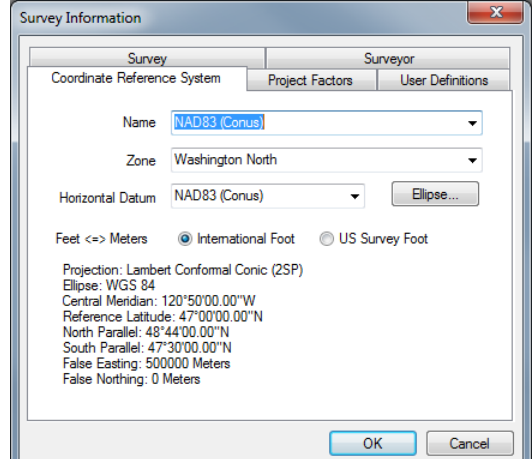 Survey Information
Survey Surveyor
Coordinate Reference System Project Factors User Definitions
Name NAD83 (Conus)
Zone Washington North
Horizontal Datum NAD83 (Conus) Ellipse...
Feet <=> Meters International Foot US Survey Foot
Projection: Lambert Conformal Conic (2SP)
Ellipse: WGS 84
Central Meridian: 120°50'00.00"W
Reference Latitude: 47°00'00.00"N
North Parallel: 48°44'00.00"N
South Parallel: 47°30'00.00"N
False Easting: 500000 Meters
False Northing: 0 Meters
OK Cancel